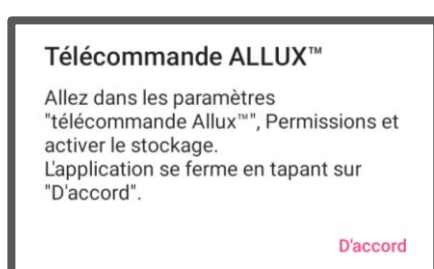 Télécommande ALLUX™
Allez dans les paramètres
"télécommande Allux™", Permissions et
activer le stockage.
L'application se ferme en tapant sur
"D'accord".
D'accord